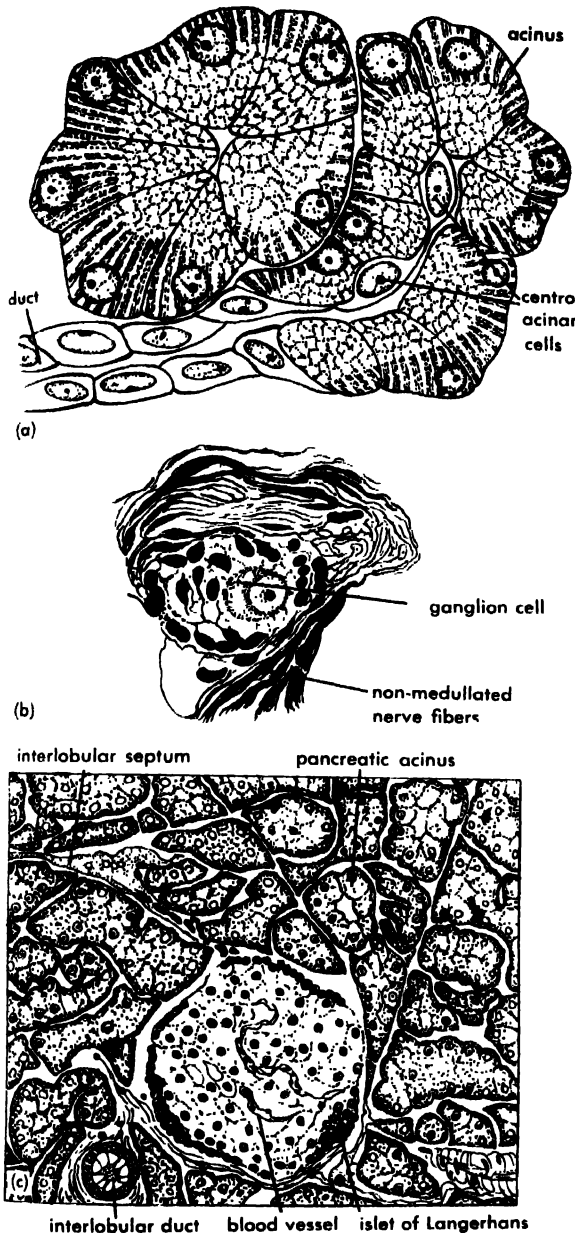 acinus
duct
centro
acinar
cells
(a)
ganglion cell
non-medullated
nerve fibers
(b)
interlobular septum
pancreatic acinus
(c)
interlobular duct
blood vessel
islet of Langerhans